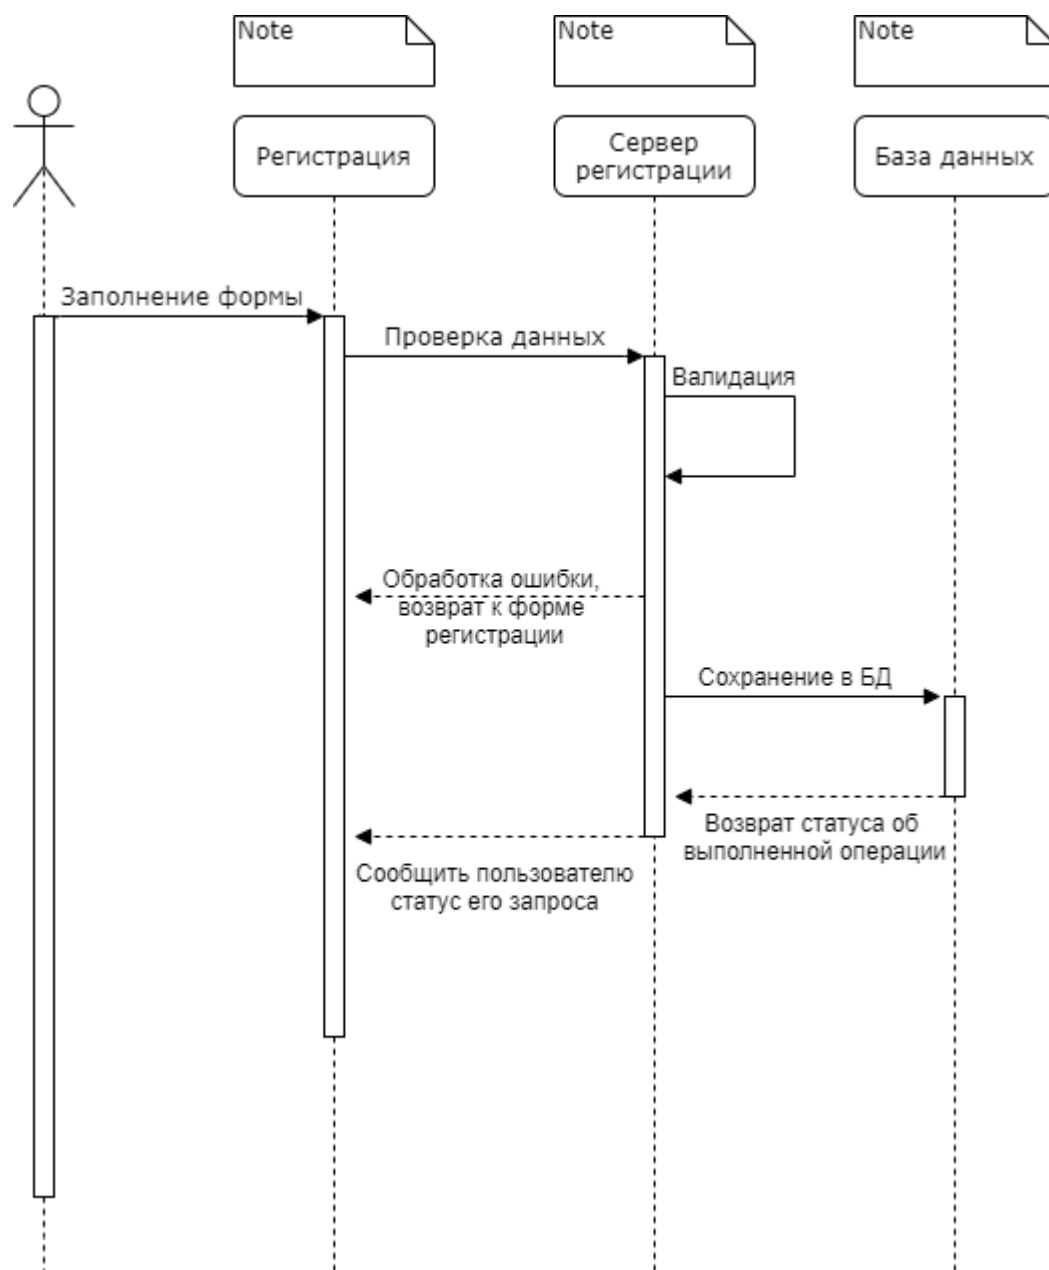 Note
Note
Note
Регистрация
Сервер
регистрации
База данных
Заполнение формы
Проверка данных
Валидация
Обработка ошибки,
возврат к форме
регистрации
Сохранение в БД
Возврат статуса об
выполненной операции
Сообщить пользователю
статус его запроса